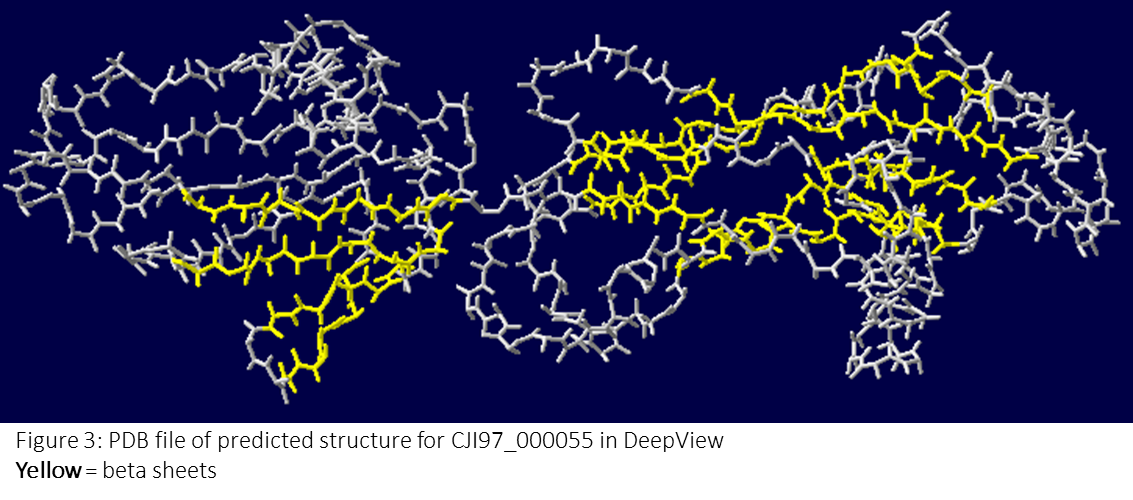 Figure 3: PDB file of predicted structure for CJI97_000055 in DeepView
Yellow = beta sheets